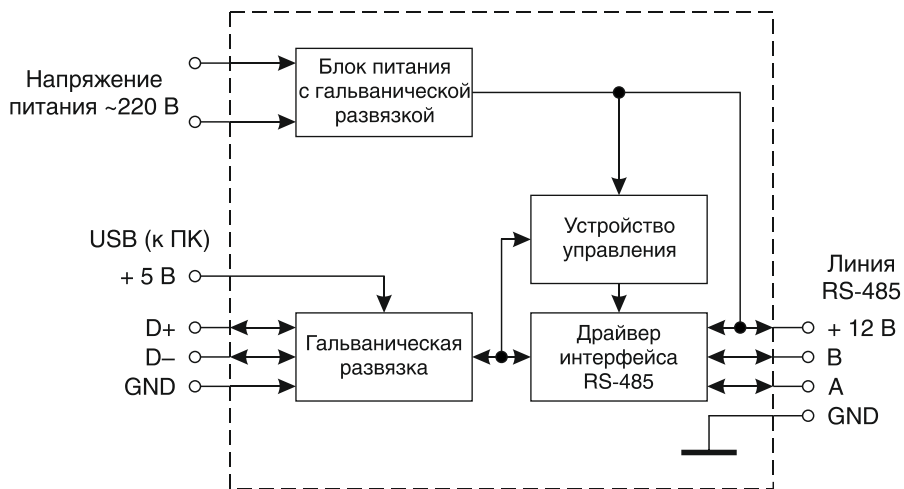 Напряжение
питания ~220 В
Блок питания
с гальванической
развязкой
Устройство
управления
USB (к ПК)
+ 5 В
D+
D–
GND
Гальваническая
развязка
Драйвер
интерфейса
RS-485
Линия
RS-485
+ 12 В
B
A
GND